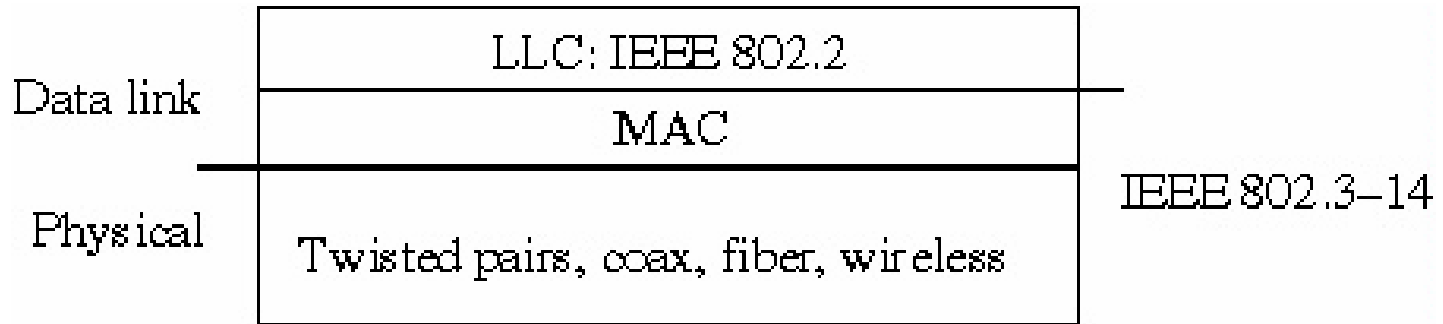 LLC: IEEE 802.2
Data link
MAC
IEEE 802.3–14
Physical
Twisted pairs, coax, fiber, wireless